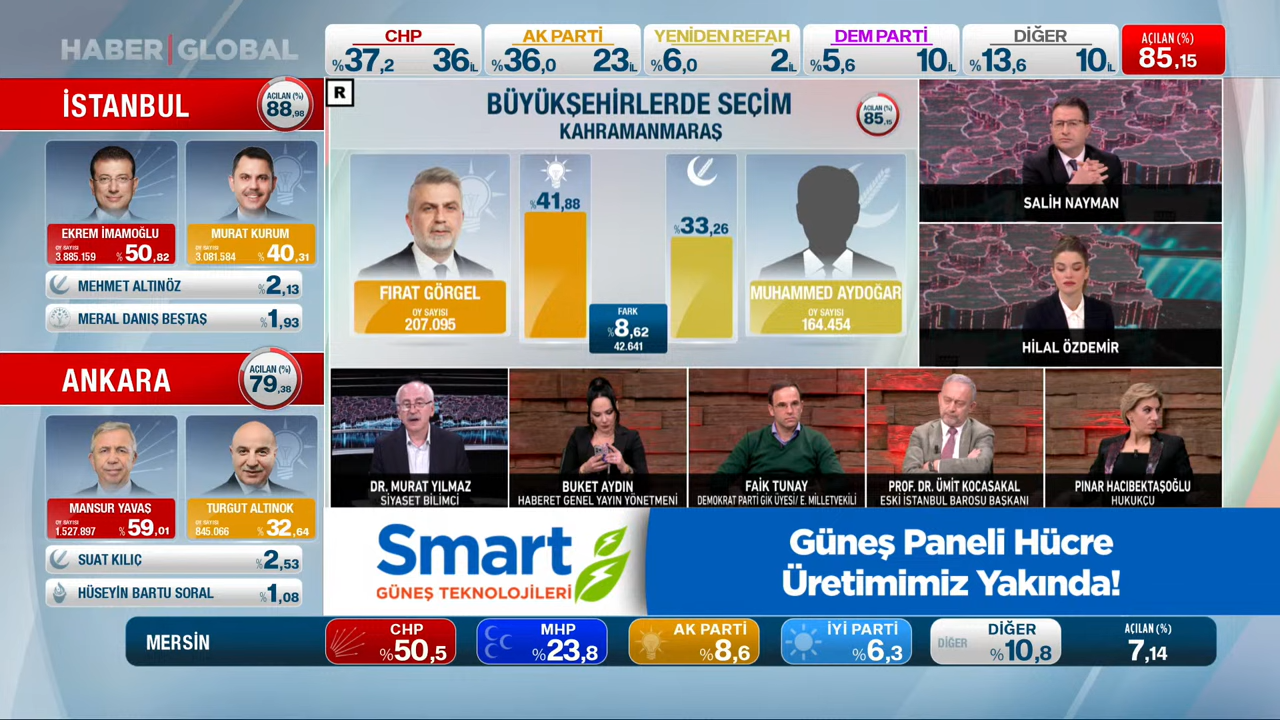 HABER GLOBAL
CHP
%37,2 36 İL
AK PARTİ
%36,0 23 İL
YENİDEN REFAH
%6,0 2 İL
DEM PARTİ
%5,6 10 İL
DİĞER
%13,6 10 İL
AÇILAN (%)
85,15
İSTANBUL
AÇILAN (%)
88,98
EKREM İMAMOĞLU
OY SAYISI
3.885.159
%50,82
MURAT KURUM
OY SAYISI
3.081.584
%40,31
MEHMET ALTINÖZ %2,13
MERAL DANIŞ BEŞTAŞ %1,93
ANKARA
AÇILAN (%)
79,38
MANSUR YAVAŞ
OY SAYISI
1.527.897
%59,01
TURGUT ALTINOK
OY SAYISI
845.066
%32,64
SUAT KILIÇ %2,53
HÜSEYİN BARTU SORAL %1,08
R
BÜYÜKŞEHİRLERDE SEÇİM
KAHRAMANMARAŞ
AÇILAN (%)
85,15
%41,88
%33,26
FIRAT GÖRGEL
OY SAYISI
207.095
FARK
%8,62
42.641
MUHAMMED AYDOĞAR
OY SAYISI
164.454
SALİH NAYMAN
HİLAL ÖZDEMİR
DR. MURAT YILMAZ
SİYASET BİLİMCİ
BUKET AYDIN
HABERET GENEL YAYIN YÖNETMENİ
FAİK TUNAY
DEMOKRAT PARTİ GİK ÜYESİ/ E. MİLLETVEKİLİ
PROF. DR. ÜMİT KOCASAKAL
ESKİ İSTANBUL BAROSU BAŞKANI
PINAR HACIBEKTAŞOĞLU
HUKUKÇU
Smart
GÜNEŞ TEKNOLOJİLERİ
Güneş Paneli Hücre
Üretimimiz Yakında!
MERSİN
CHP
%50,5
MHP
%23,8
AK PARTİ
%8,6
İYİ PARTİ
%6,3
DİĞER
DİĞER
%10,8
AÇILAN (%)
7,14